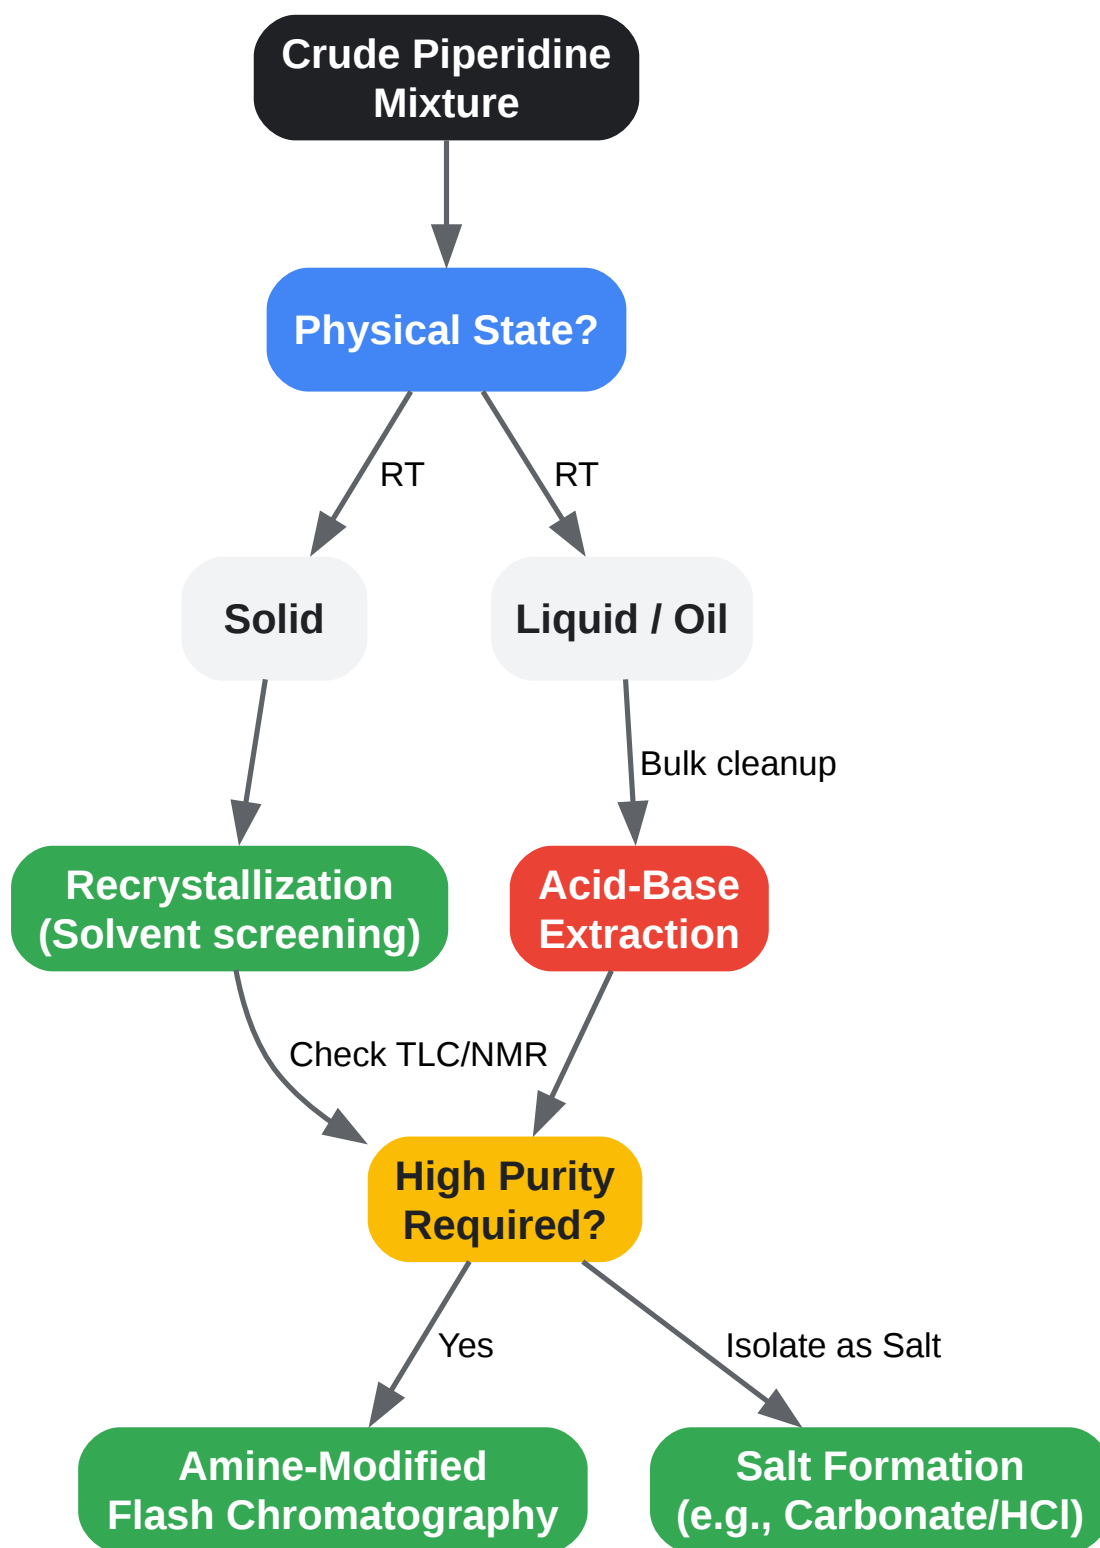 Crude Piperidine
Mixture
Physical State?
RT
RT
Solid
Liquid / Oil
Bulk cleanup
Recrystallization
(Solvent screening)
Acid-Base
Extraction
Check TLC/NMR
High Purity
Required?
Yes
Isolate as Salt
Amine-Modified
Flash Chromatography
Salt Formation
(e.g., Carbonate/HCl)